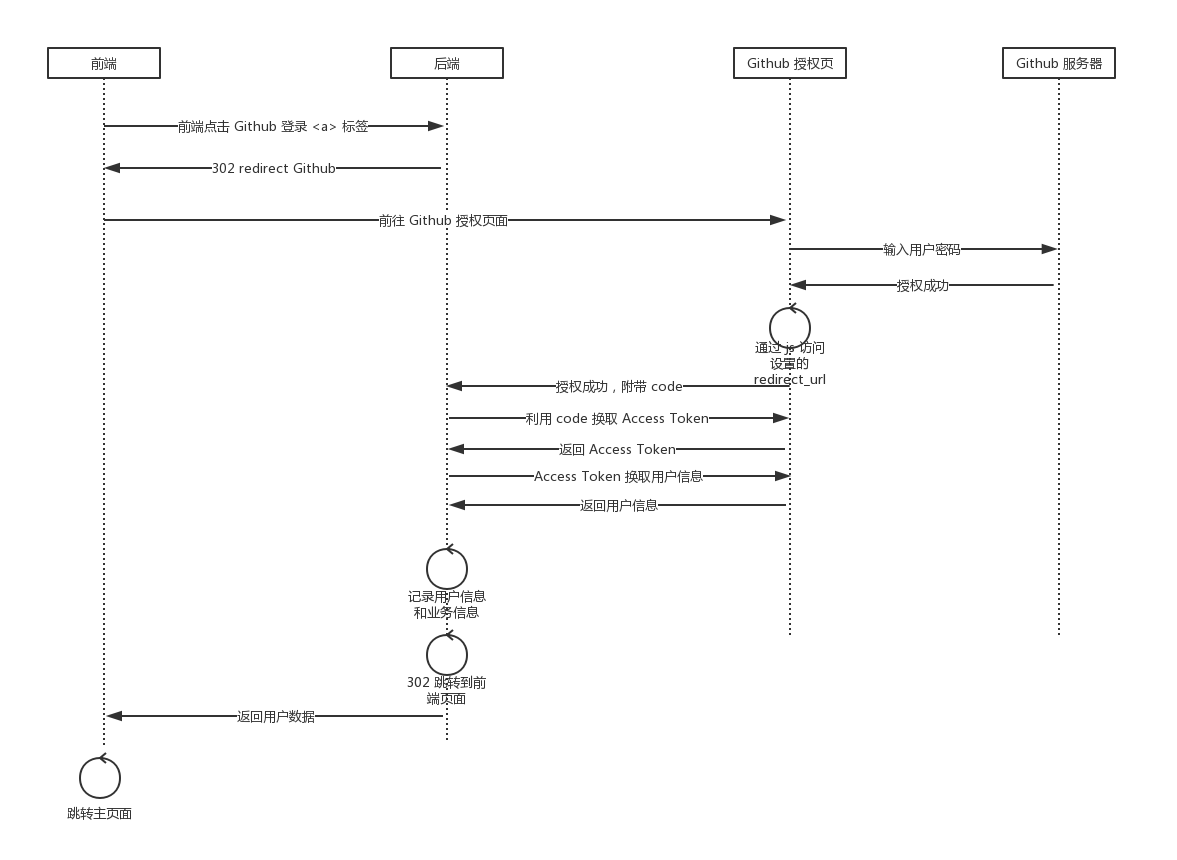 前端
后端
Github 授权页
Github 服务器
前端点击 Github 登录 <a> 标签
302 redirect Github
前往 Github 授权页面
输入用户密码
授权成功
通过 js 访问
设置的
redirect_url
授权成功，附带 code
利用 code 换取 Access Token
返回 Access Token
Access Token 换取用户信息
返回用户信息
记录用户信息
和业务信息
302 跳转到前
端页面
返回用户数据
跳转主页面